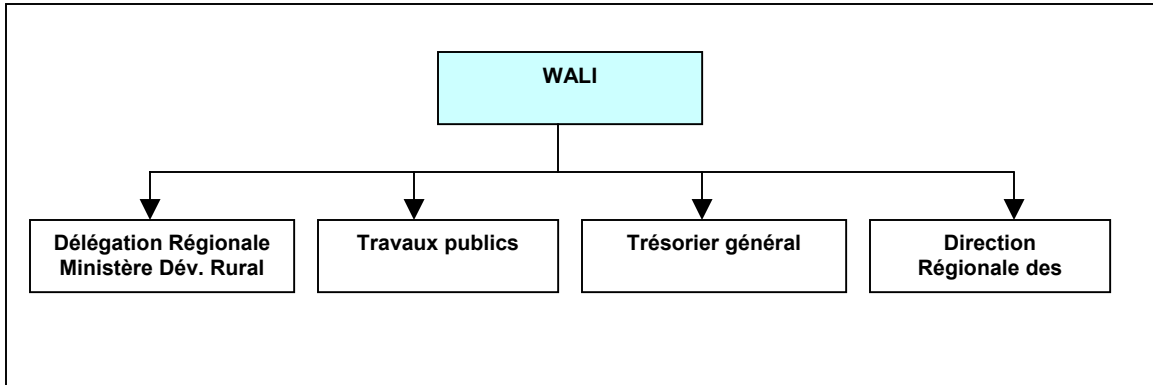 WALI
Délégation Régionale
Ministère Dév. Rural
Travaux publics
Trésorier général
Direction
Régionale des